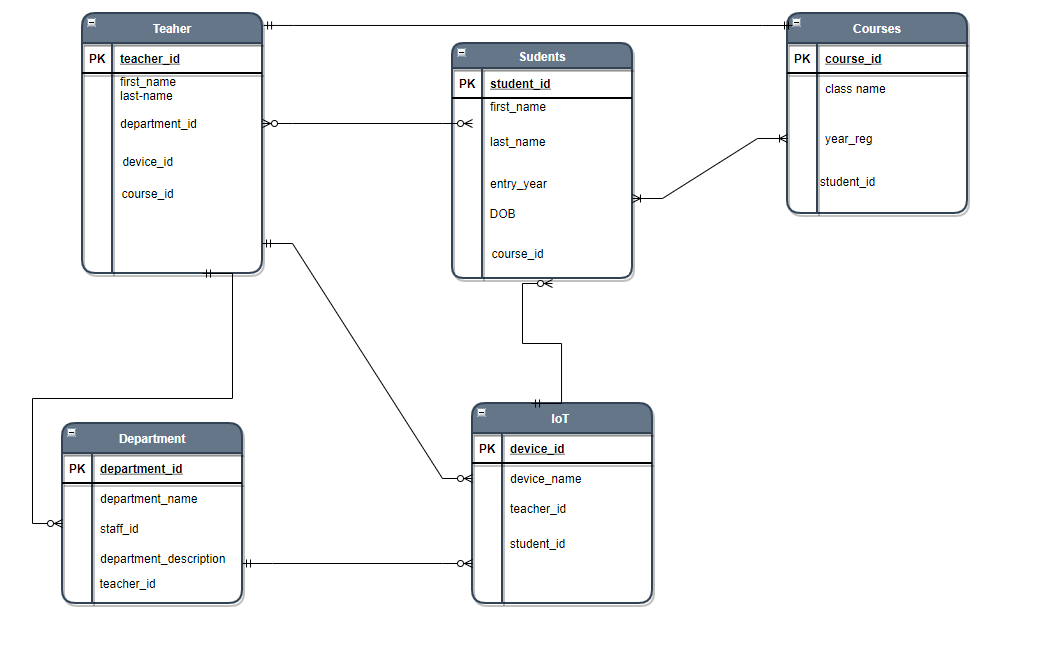 Teaher
PK teacher_id
first_name
last-name
department_id
device_id
course_id
Sudents
PK student_id
first_name
last_name
entry_year
DOB
course_id
Courses
PK course_id
class name
year_reg
student_id
Department
PK department_id
department_name
staff_id
department_description
teacher_id
IoT
PK device_id
device_name
teacher_id
student_id